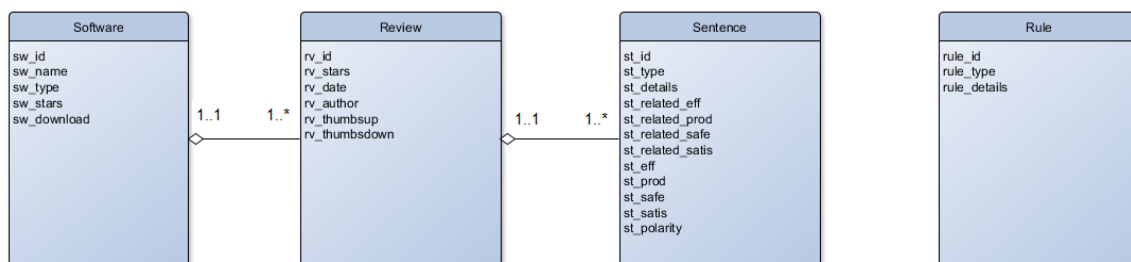 Software
sw_id
sw_name
sw_type
sw_stars
sw_download
1..1
1..*
Review
rv_id
rv_stars
rv_date
rv_author
rv_thumbsup
rv_thumbsdown
1..1
1..*
Sentence
st_id
st_type
st_details
st_related_eff
st_related_prod
st_related_safe
st_related_satis
st_eff
st_prod
st_safe
st_satis
st_polarity
Rule
rule_id
rule_type
rule_details